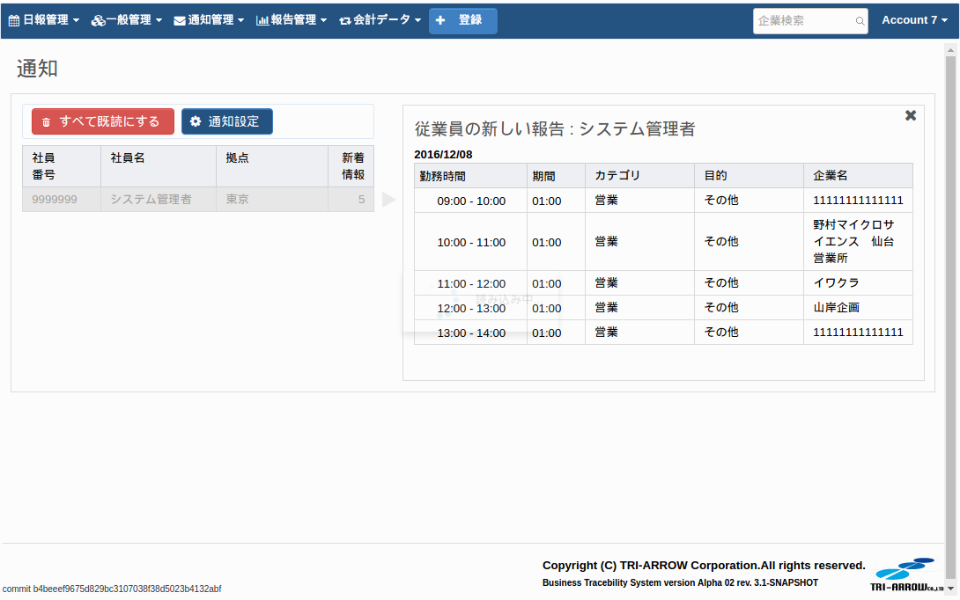 日報管理 一般管理 通知管理 報告管理 会計データ 登録 企業検索 Account 7
通知
すべて既読にする 通知設定
社員番号 社員名 拠点 新着情報
9999999 システム管理者 東京 5
従業員の新しい報告 : システム管理者
2016/12/08
勤務時間 期間 カテゴリ 目的 企業名
09:00 - 10:00 01:00 営業 その他 11111111111111
10:00 - 11:00 01:00 営業 その他 野村マイクロサ
イエンス 仙台
営業所
11:00 - 12:00 01:00 営業 その他 イワクラ
読み込み中
12:00 - 13:00 01:00 営業 その他 山岸企画
13:00 - 14:00 01:00 営業 その他 11111111111111
Copyright (C) TRI-ARROW Corporation.All rights reserved.
Business Tracebility System version Alpha 02 rev. 3.1-SNAPSHOT
TRI-ARROW CO.,LTD
commit b4beeef9675d829bc3107038f38d5023b4132abf